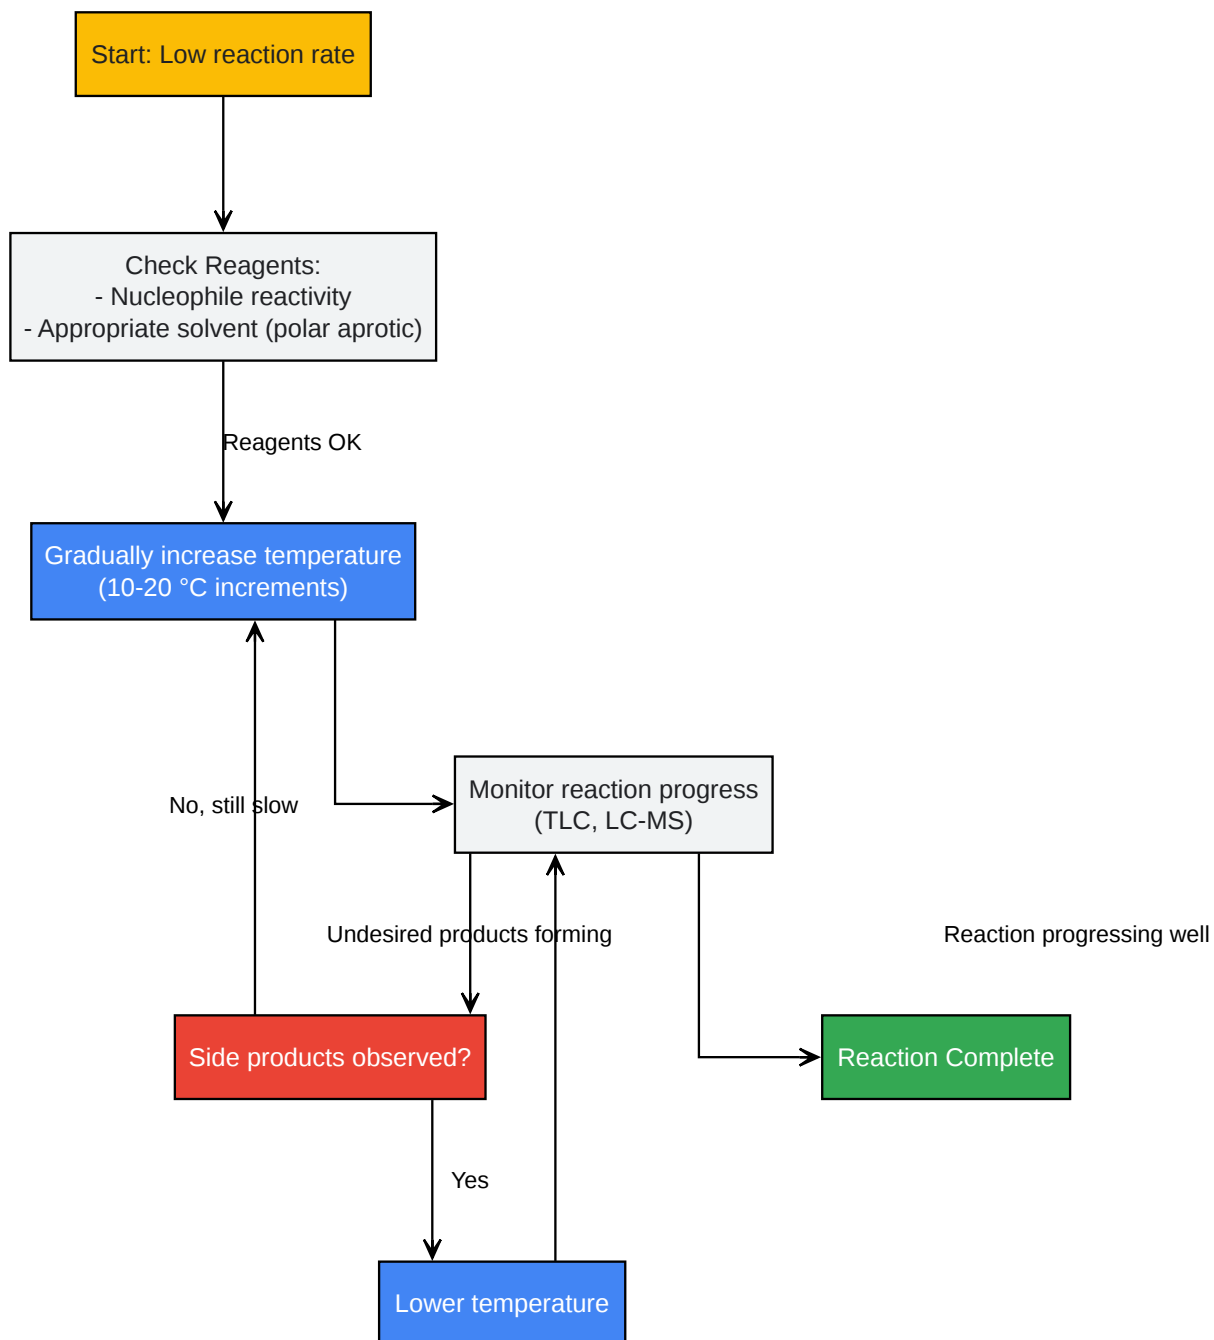 Start: Low reaction rate
Check Reagents:
- Nucleophile reactivity
- Appropriate solvent (polar aprotic)
Reagents OK
Gradually increase temperature
(10-20 °C increments)
Monitor reaction progress
(TLC, LC-MS)
No, still slow
Undesired products forming
Reaction progressing well
Side products observed?
Reaction Complete
Yes
Lower temperature